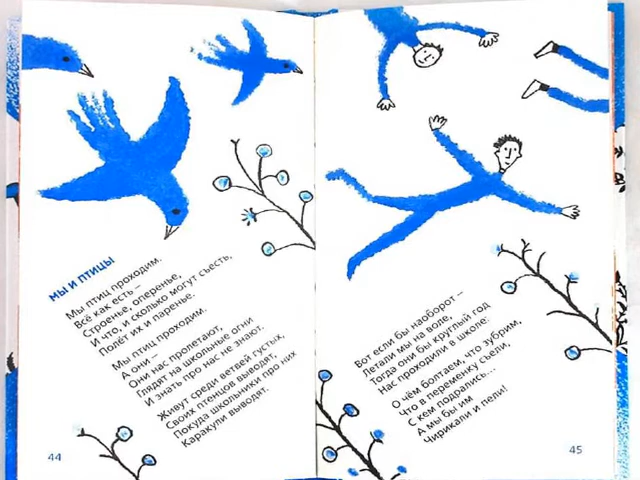 МЫ И ПТИЦЫ
Мы птиц проходим.
Всё как есть –
Строенье, оперенье,
И что, и сколько могут съесть,
Полёт их и паренье.
Мы птиц проходим.
А они –
Они нас пролетают,
Глядят на школьные огни
И знать про нас не знают.
Живут среди ветвей густых,
Своих птенцов выводят,
Покуда школьники про них
Каракули выводят.
44
Вот если бы наоборот –
Летали мы на воле,
Тогда они бы круглый год
Нас проходили в школе:
О чём болтаем, что зубрим,
Что в переменку съели,
С кем подрались...
А мы бы им
Чирикали и пели!
45